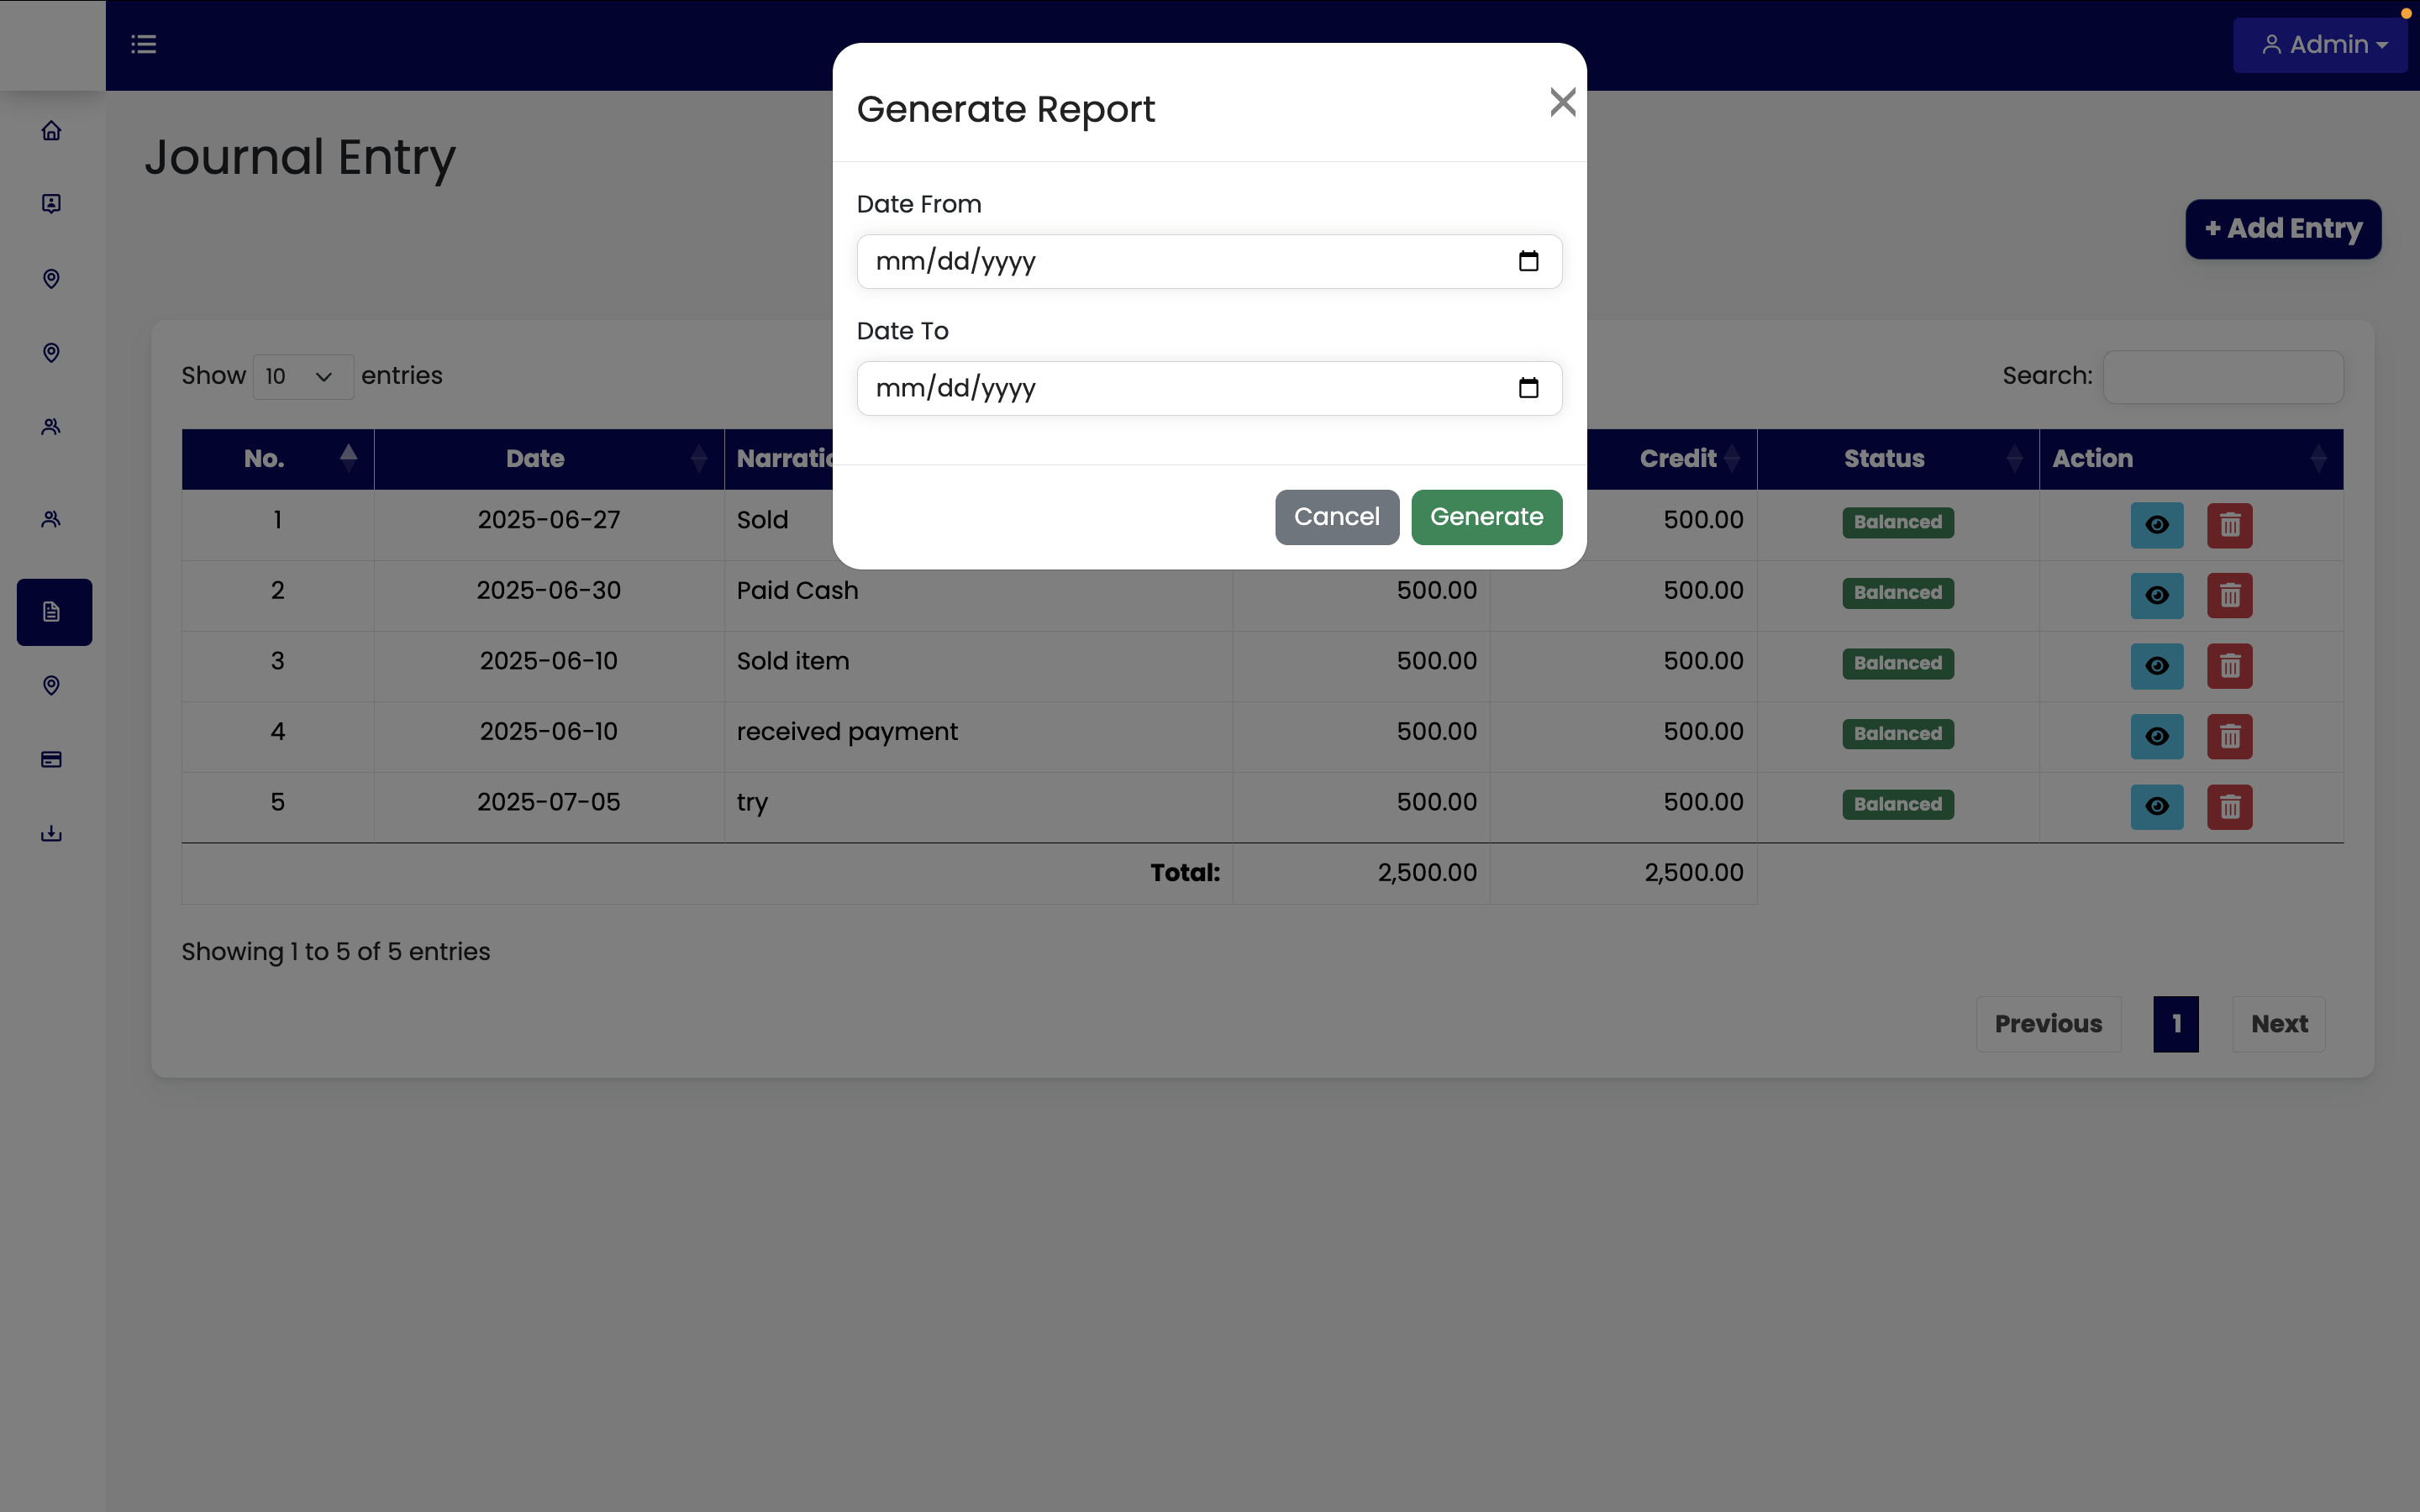 Admin
Generate Report
Journal Entry
Date From
mm/dd/yyyy
+ Add Entry
Date To
mm/dd/yyyy
Show 10 entries
Search:
No. Date Credit Status Action
Cancel Generate
1 2025-06-27 Sold 500.00 Balanced
2 2025-06-30 Paid Cash 500.00 500.00 Balanced
3 2025-06-10 Sold item 500.00 500.00 Balanced
4 2025-06-10 received payment 500.00 500.00 Balanced
5 2025-07-05 try 500.00 500.00 Balanced
Total: 2,500.00 2,500.00
Showing 1 to 5 of 5 entries
Previous 1 Next